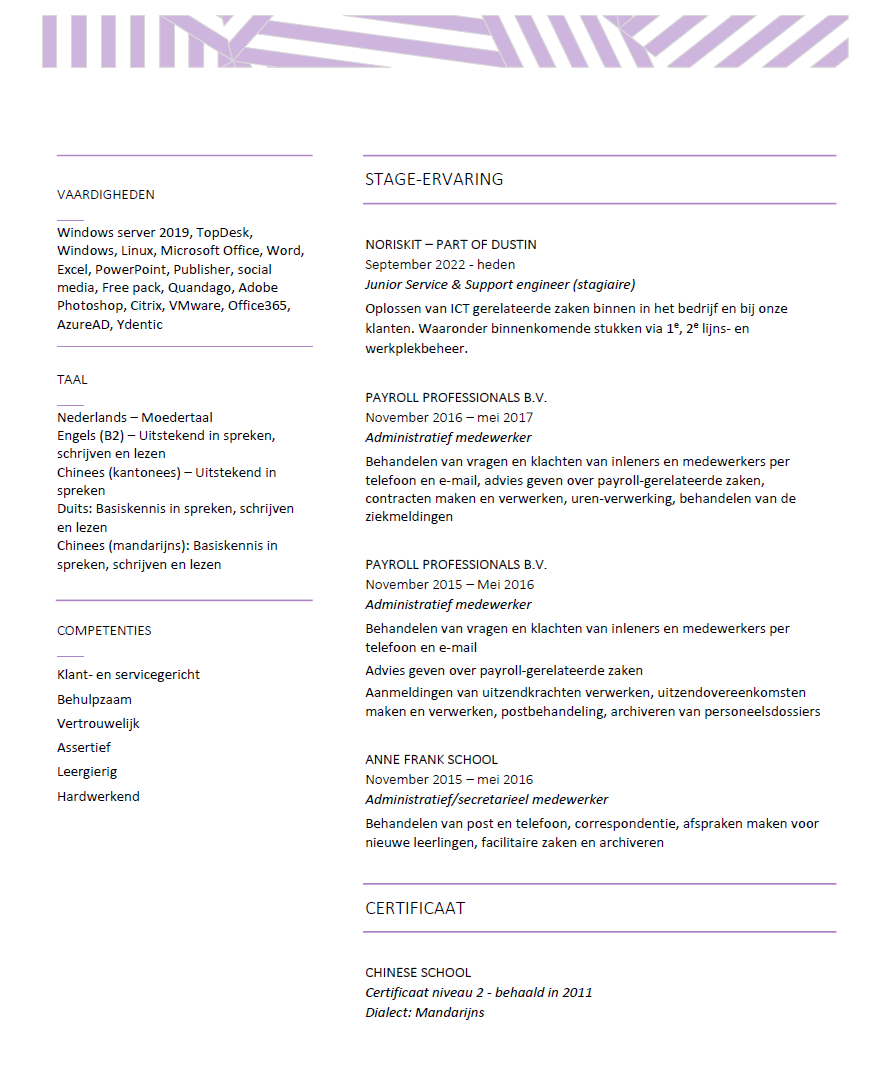 VAARDIGHEDEN
Windows server 2019, TopDesk,
Windows, Linux, Microsoft Office, Word,
Excel, PowerPoint, Publisher, social
media, Free pack, Quandago, Adobe
Photoshop, Citrix, VMware, Office365,
AzureAD, Ydentic
TAAL
Nederlands – Moedertaal
Engels (B2) – Uitstekend in spreken,
schrijven en lezen
Chinees (kantonees) – Uitstekend in
spreken
Duits: Basiskennis in spreken, schrijven
en lezen
Chinees (mandarijns): Basiskennis in
spreken, schrijven en lezen
COMPETENTIES
Klant- en servicegericht
Behulpzaam
Vertrouwelijk
Assertief
Leergierig
Hardwerkend
STAGE-ERVARING
NORISKIT – PART OF DUSTIN
September 2022 - heden
Junior Service & Support engineer (stagiaire)
Oplossen van ICT gerelateerde zaken binnen in het bedrijf en bij onze
klanten. Waaronder binnenkomende stukken via 1e, 2e lijns- en
werkplekbeheer.
PAYROLL PROFESSIONALS B.V.
November 2016 – mei 2017
Administratief medewerker
Behandelen van vragen en klachten van inleners en medewerkers per
telefoon en e-mail, advies geven over payroll-gerelateerde zaken,
contracten maken en verwerken, uren-verwerking, behandelen van de
ziekmeldingen
PAYROLL PROFESSIONALS B.V.
November 2015 – Mei 2016
Administratief medewerker
Behandelen van vragen en klachten van inleners en medewerkers per
telefoon en e-mail
Advies geven over payroll-gerelateerde zaken
Aanmeldingen van uitzendkrachten verwerken, uitzendovereenkomsten
maken en verwerken, postbehandeling, archiveren van personeelsdossiers
ANNE FRANK SCHOOL
November 2015 – mei 2016
Administratief/secretarieel medewerker
Behandelen van post en telefoon, correspondentie, afspraken maken voor
nieuwe leerlingen, facilitaire zaken en archiveren
CERTIFICAAT
CHINESE SCHOOL
Certificaat niveau 2 - behaald in 2011
Dialect: Mandarijns